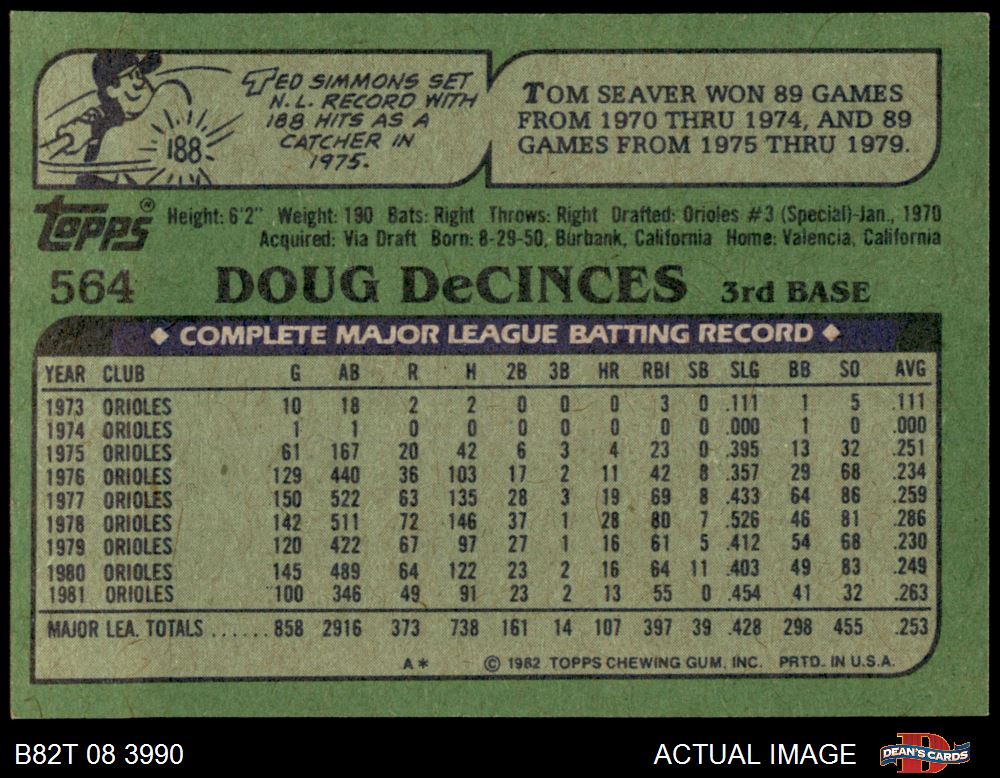 TED SIMMONS SET
N.L. RECORD WITH
188 HITS AS A
CATCHER IN
1975.
188
TOM SEAVER WON 89 GAMES
FROM 1970 THRU 1974, AND 89
GAMES FROM 1975 THRU 1979.
Topps®
Height: 6'2" Weight: 190 Bats: Right Throws: Right Drafted: Orioles #3 (Special)-Jan., 1970
Acquired: Via Draft Born: 8-29-50, Burbank, California Home: Valencia, California
564 DOUG DeCINCES 3rd BASE
◆ COMPLETE MAJOR LEAGUE BATTING RECORD ◆
YEAR CLUB G AB R H 2B 3B HR RBI SB SLG BB SO AVG
1973 ORIOLES 10 18 2 2 0 0 0 3 0 .111 1 5 .111
1974 ORIOLES 1 1 0 0 0 0 0 0 0 .000 1 0 .000
1975 ORIOLES 61 167 20 42 6 3 4 23 0 .395 13 32 .251
1976 ORIOLES 129 440 36 103 17 2 11 42 8 .357 29 68 .234
1977 ORIOLES 150 522 63 135 28 3 19 69 8 .433 64 86 .259
1978 ORIOLES 142 511 72 146 37 1 28 80 7 .526 46 81 .286
1979 ORIOLES 120 422 67 97 27 1 16 61 5 .412 54 68 .230
1980 ORIOLES 145 489 64 122 23 2 16 64 11 .403 49 83 .249
1981 ORIOLES 100 346 49 91 23 2 13 55 0 .454 41 32 .263
MAJOR LEA. TOTALS ...... 858 2916 373 738 161 14 107 397 39 .428 298 455 .253
A* © 1982 TOPPS CHEWING GUM, INC. PRTD. IN U.S.A.
B82T 08 3990 ACTUAL IMAGE D DEAN'S CARDS